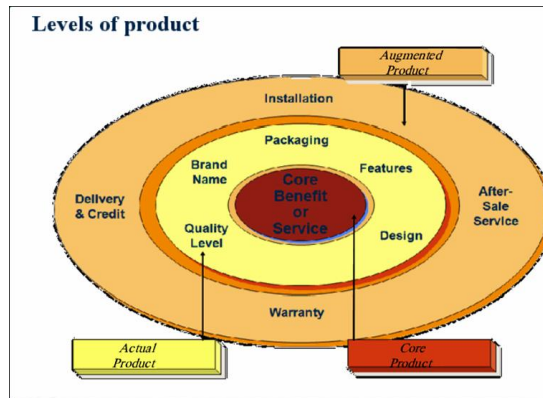 Levels of product
Augmented
Product
Installation
Packaging
Brand
Name
Features
Core
Benefit
or
Service
Delivery
& Credit
After-
Sale
Service
Quality
Level
Design
Warranty
Actual
Product
Core
Product